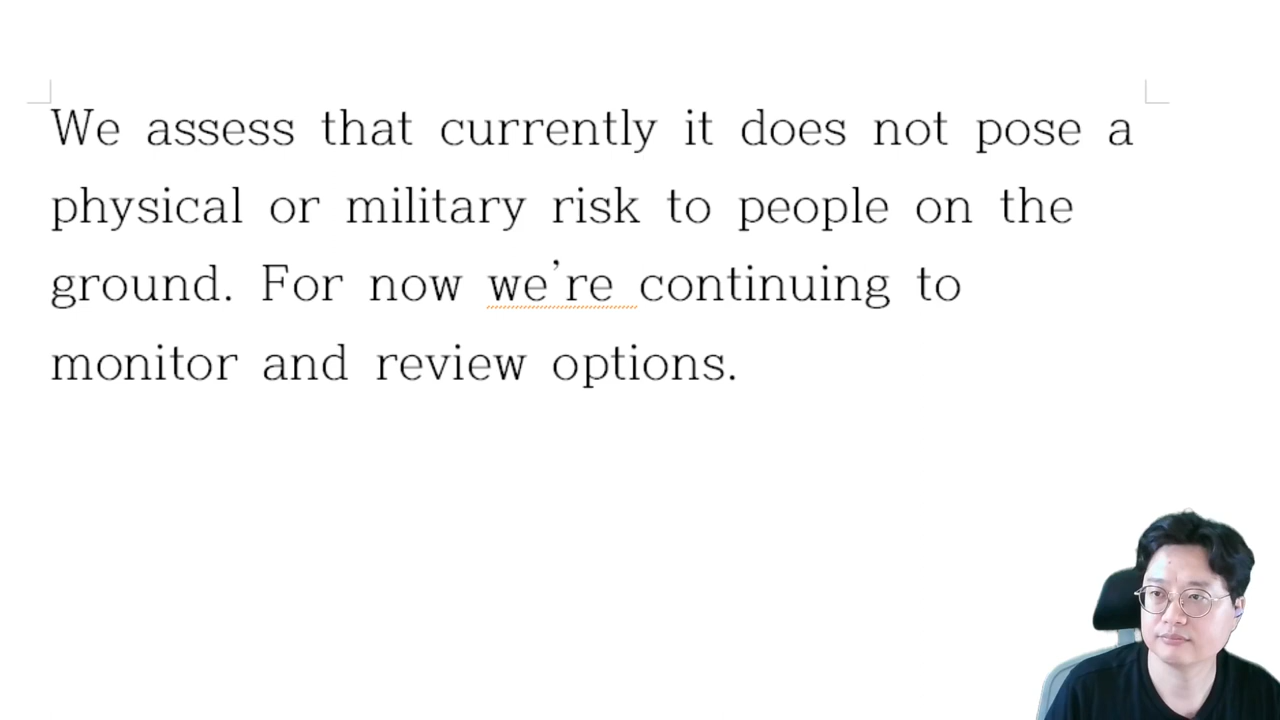 We assess that currently it does not pose a
physical or military risk to people on the
ground. For now we’re continuing to
monitor and review options.